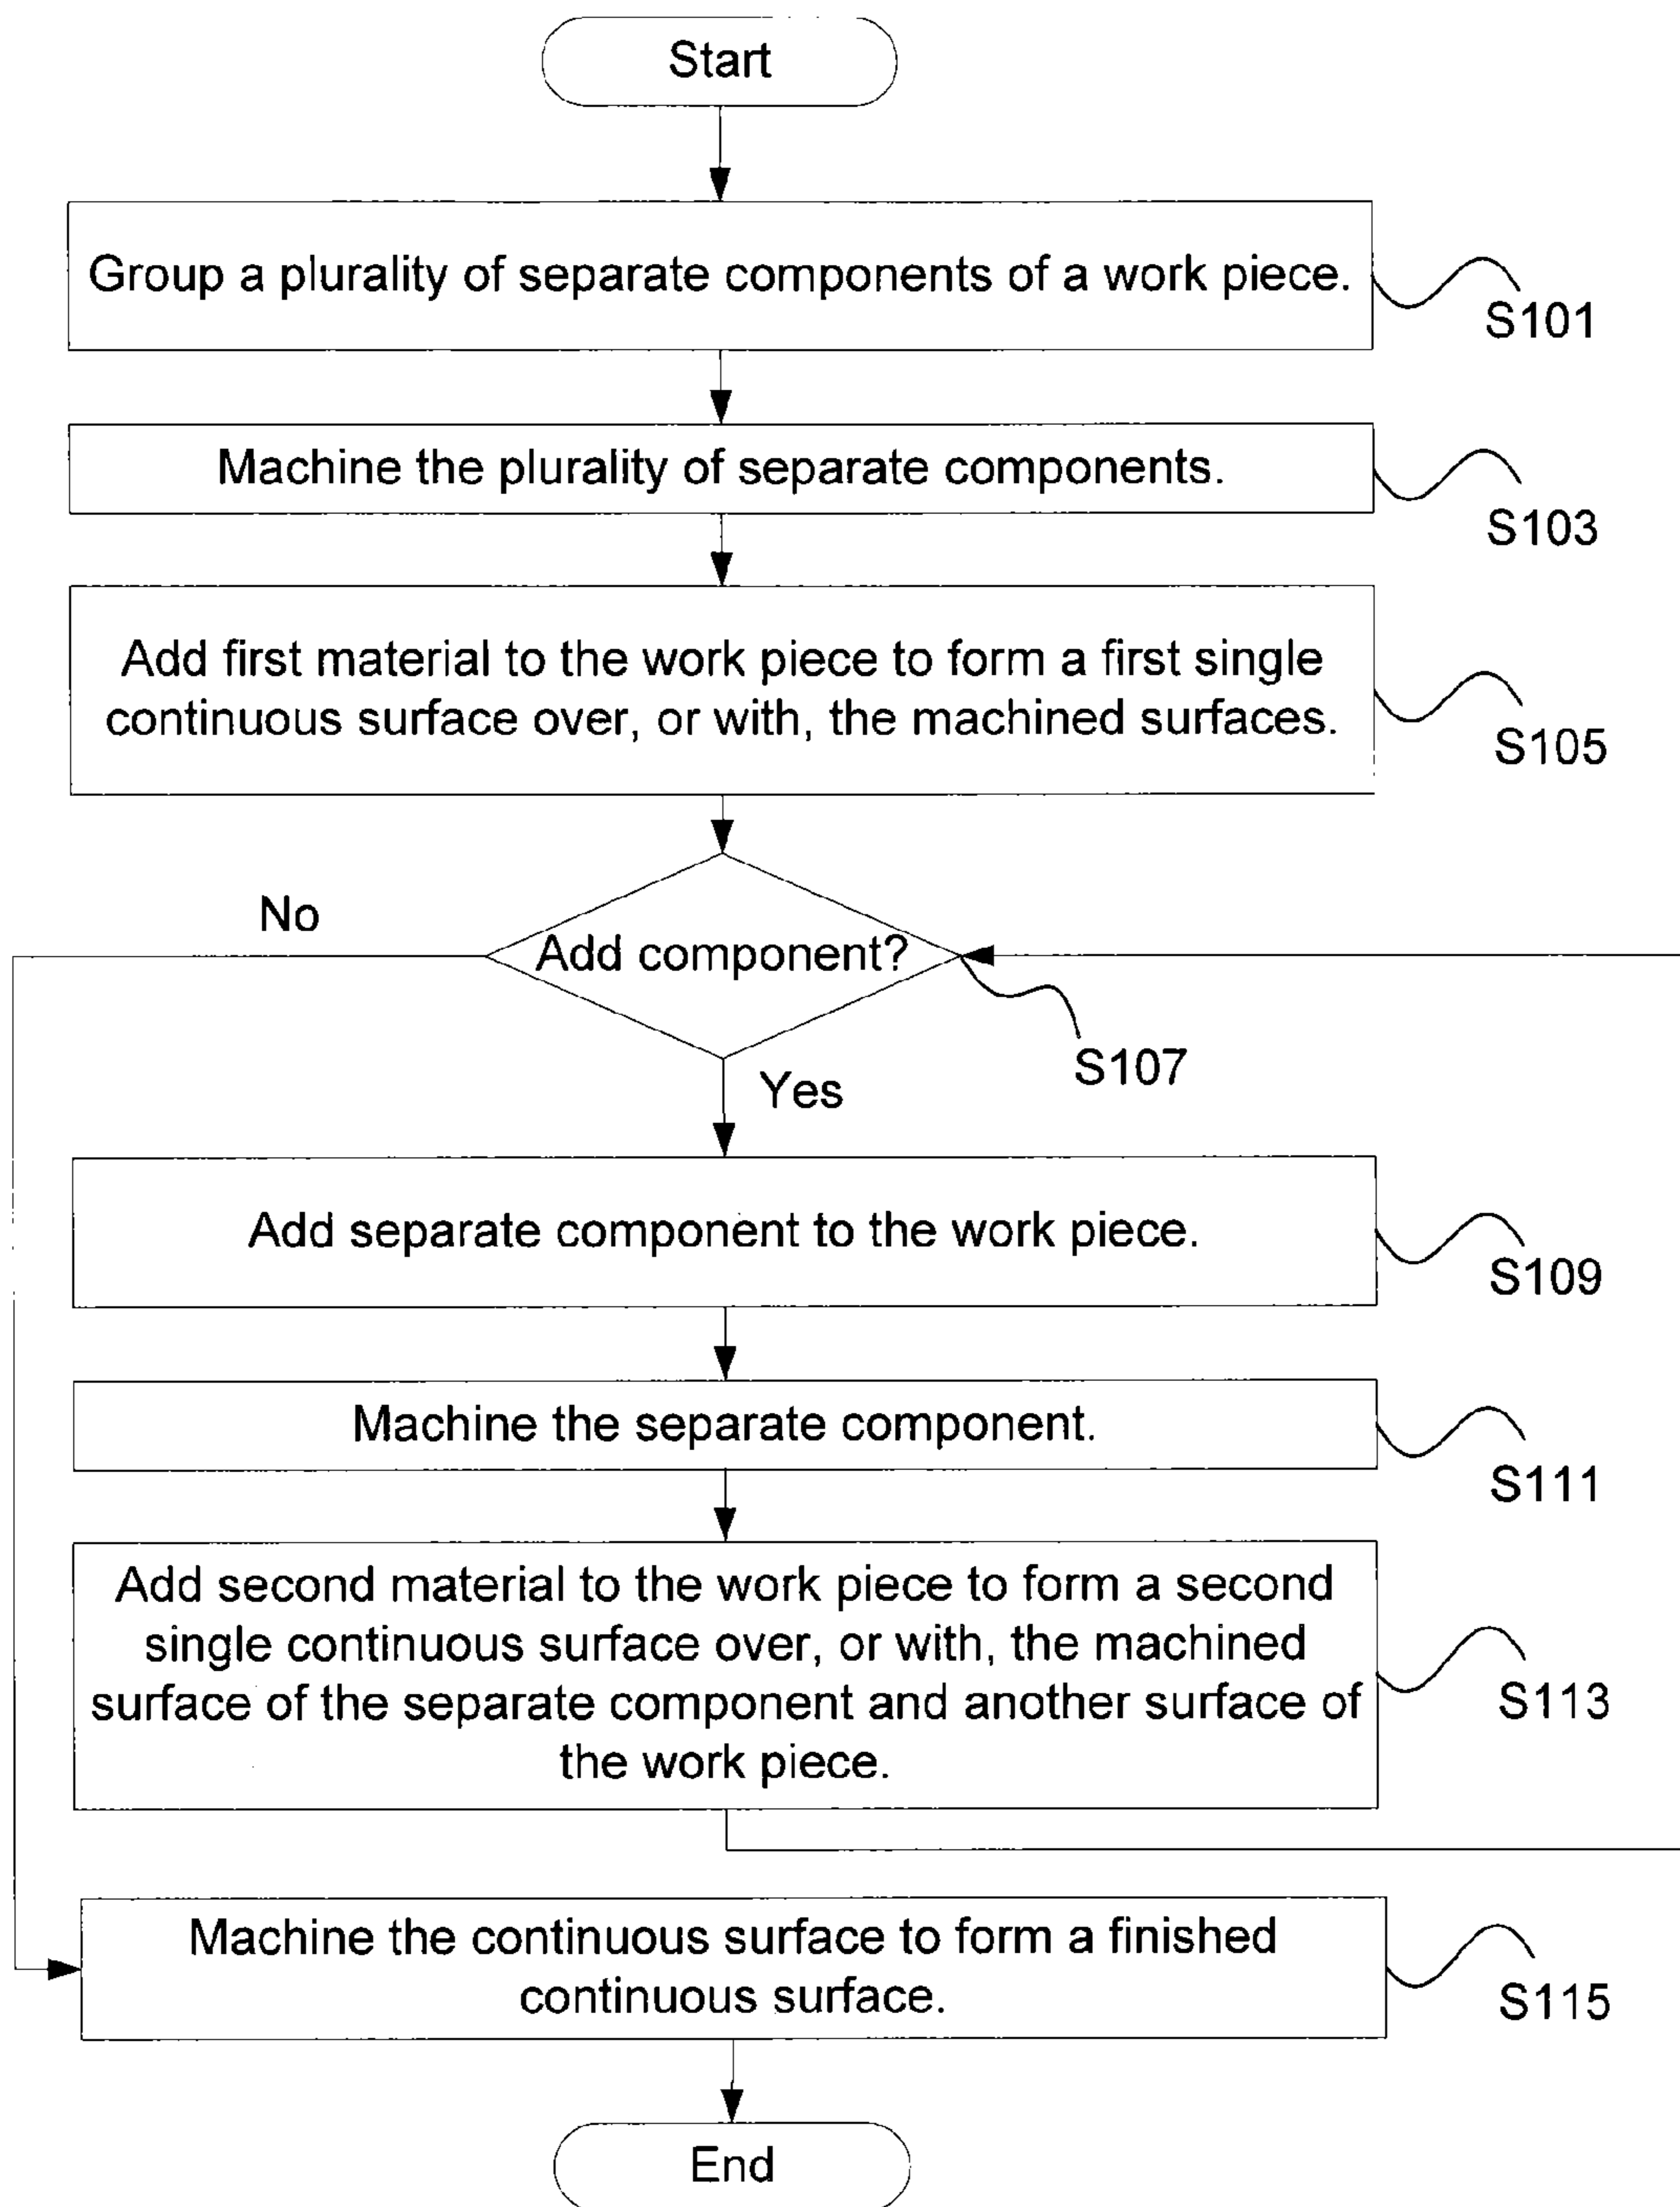 Start
Group a plurality of separate components of a work piece.
S101
Machine the plurality of separate components.
S103
Add first material to the work piece to form a first single
continuous surface over, or with, the machined surfaces.
S105
No
Add component?
S107
Yes
Add separate component to the work piece.
S109
Machine the separate component.
S111
Add second material to the work piece to form a second
single continuous surface over, or with, the machined
surface of the separate component and another surface of
the work piece.
S113
Machine the continuous surface to form a finished
continuous surface.
S115
End